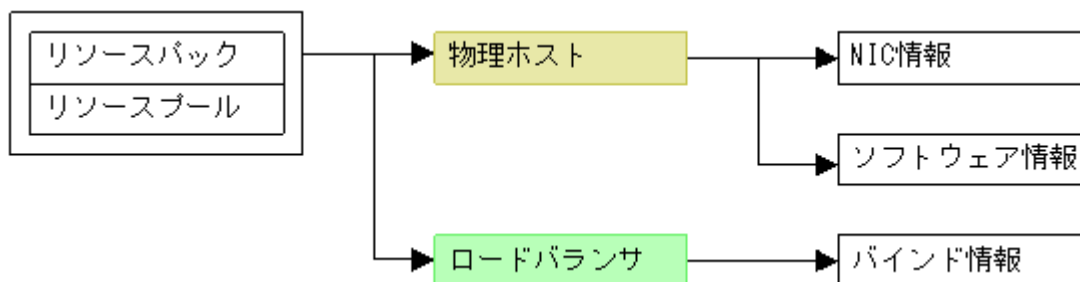 リソースパック
リソースプール
物理ホスト
NIC情報
ソフトウェア情報
ロードバランサ
バインド情報